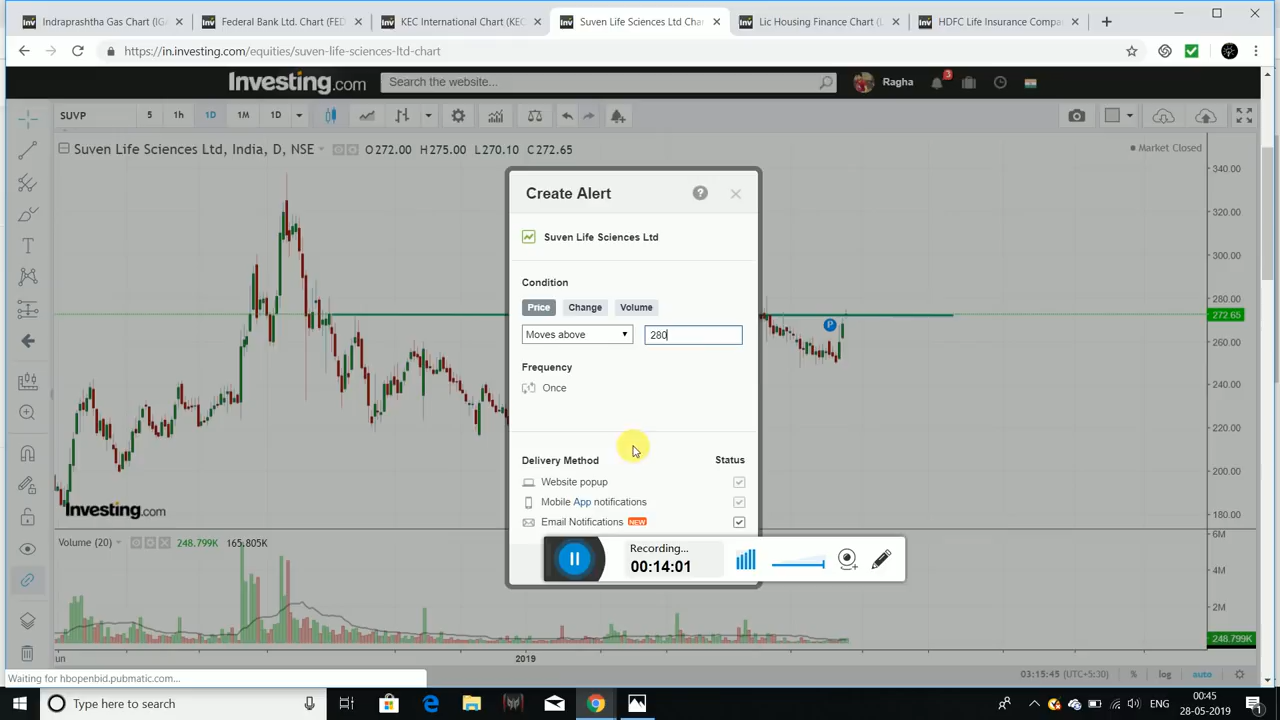 Indraprashtha Gas Chart (IGA
Federal Bank Ltd. Chart (FED
KEC International Chart (KEC
Suven Life Sciences Ltd Cha
Lic Housing Finance Chart (L
HDFC Life Insurance Compa
https://in.investing.com/equities/suven-life-sciences-ltd-chart
Investing.com
Search the website...
Ragha
3
SUVP 5 1h 1D 1M 1D
Suven Life Sciences Ltd, India, D, NSE O272.00 H275.00 L270.10 C272.65
Market Closed
340.00
320.00
300.00
280.00
272.65
260.00
240.00
220.00
200.00
180.00
P
Create Alert
Suven Life Sciences Ltd
Condition
Price Change Volume
Moves above 280
Frequency
Once
Delivery Method Status
Website popup
Mobile App notifications
Email Notifications NEW
Investing.com
Volume (20) 248.799K 165.805K
6M
4M
2M
248.799K
Recording...
00:14:01
un 2019
03:15:45 (UTC+5:30) % log auto
Waiting for hbopenbid.pubmatic.com...
Type here to search
ENG
00:45
28-05-2019
1